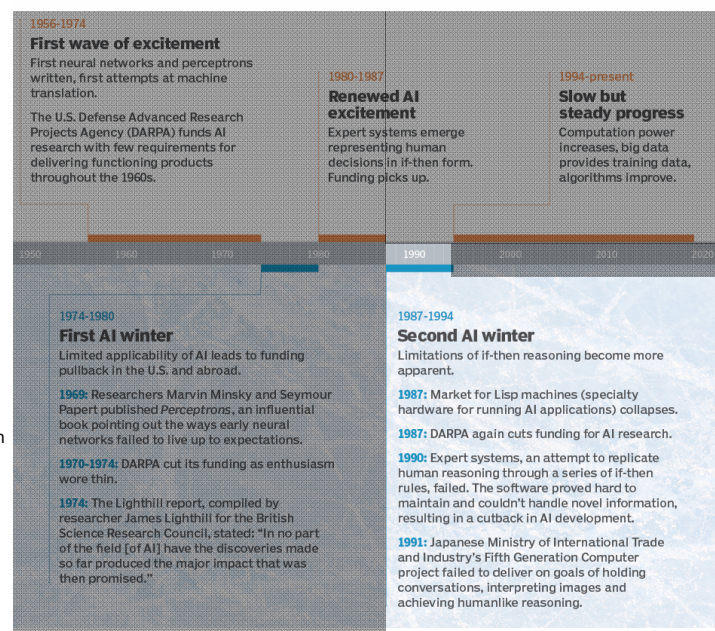 1956-1974
First wave of excitement
First neural networks and perceptrons
written, first attempts at machine
translation.
The U.S. Defense Advanced Research
Projects Agency (DARPA) funds AI
research with few requirements for
delivering functioning products
throughout the 1960s.
1980-1987
Renewed AI
excitement
Expert systems emerge
representing human
decisions in if-then form.
Funding picks up.
1994-present
Slow but
steady progress
Computation power
increases, big data
provides training data,
algorithms improve.
1950 1960 1970 1980 1990 2000 2010 2020
1974-1980
First AI winter
Limited applicability of AI leads to funding
pullback in the U.S. and abroad.
1969: Researchers Marvin Minsky and Seymour
Papert published Perceptrons, an influential
book pointing out the ways early neural
networks failed to live up to expectations.
1970-1974: DARPA cut its funding as enthusiasm
wore thin.
1974: The Lighthill report, compiled by
researcher James Lighthill for the British
Science Research Council, stated: “In no part
of the field [of AI] have the discoveries made
so far produced the major impact that was
then promised.”
1987-1994
Second AI winter
Limitations of if-then reasoning become more
apparent.
1987: Market for Lisp machines (specialty
hardware for running AI applications) collapses.
1987: DARPA again cuts funding for AI research.
1990: Expert systems, an attempt to replicate
human reasoning through a series of if-then
rules, failed. The software proved hard to
maintain and couldn’t handle novel information,
resulting in a cutback in AI development.
1991: Japanese Ministry of International Trade
and Industry’s Fifth Generation Computer
project failed to deliver on goals of holding
conversations, interpreting images and
achieving humanlike reasoning.